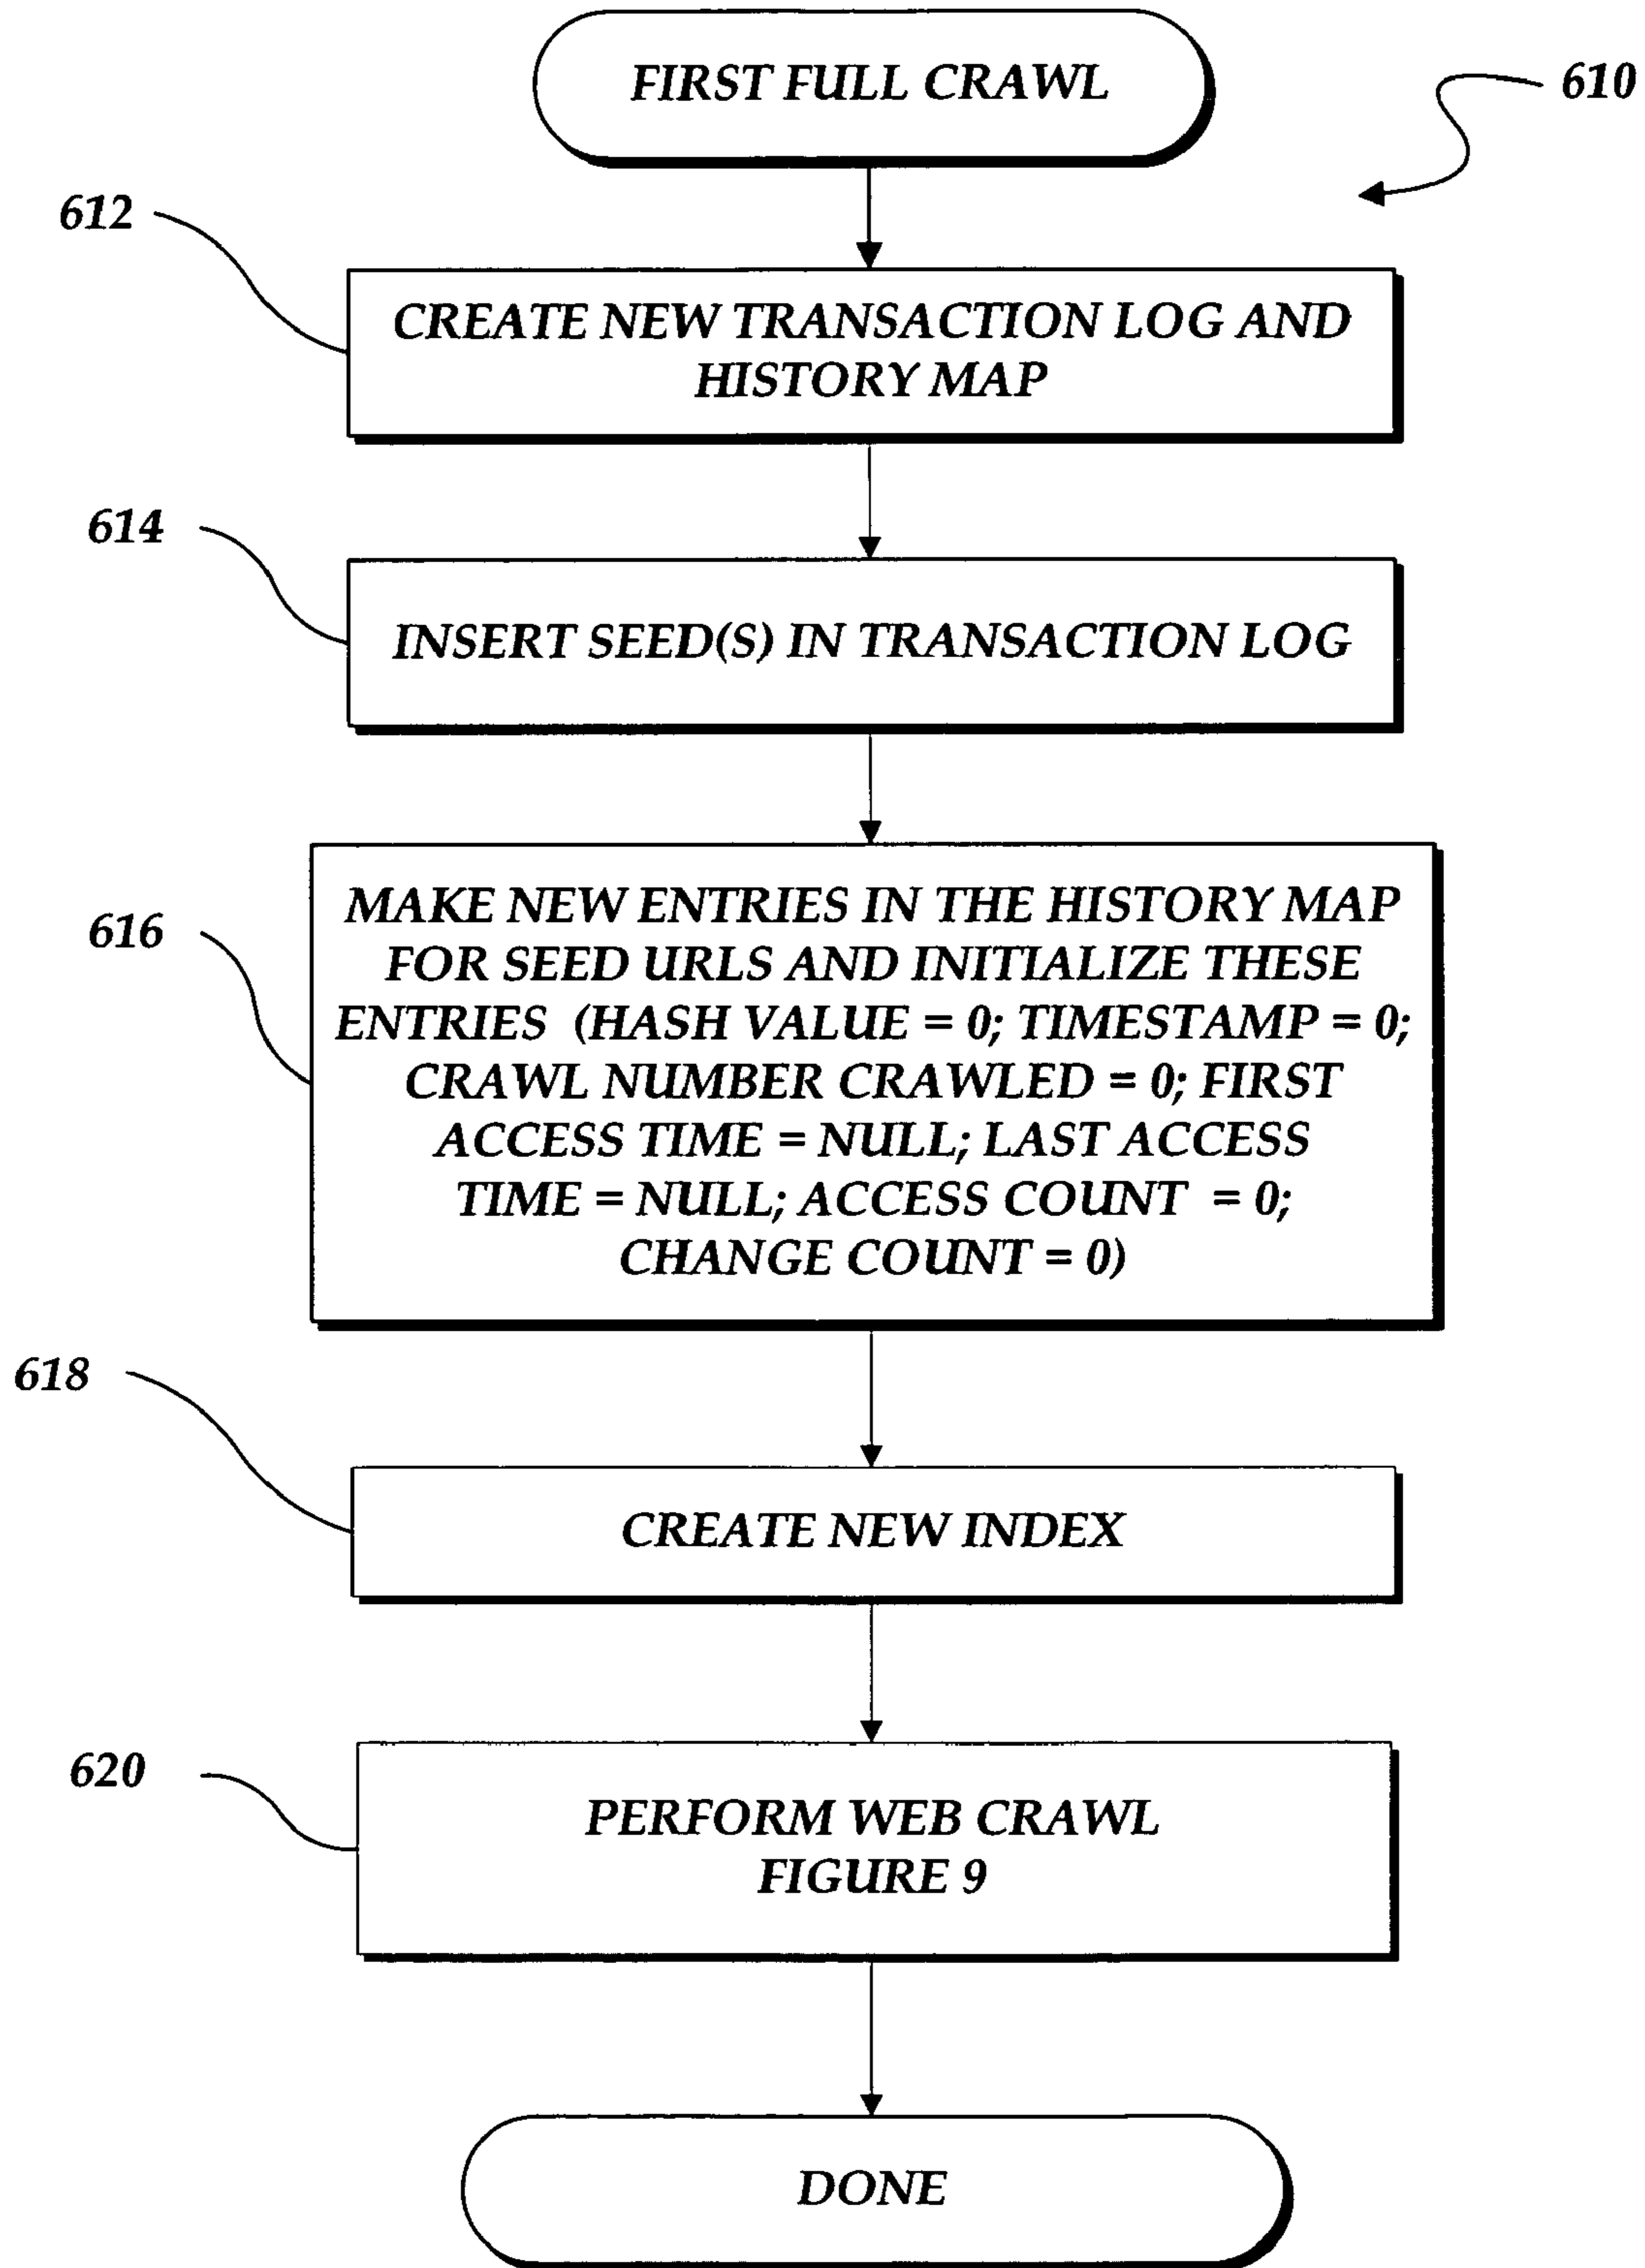 FIRST FULL CRAWL
610
612
CREATE NEW TRANSACTION LOG AND
HISTORY MAP
614
INSERT SEED(S) IN TRANSACTION LOG
616
MAKE NEW ENTRIES IN THE HISTORY MAP
FOR SEED URLS AND INITIALIZE THESE
ENTRIES (HASH VALUE = 0; TIMESTAMP = 0;
CRAWL NUMBER CRAWLED = 0; FIRST
ACCESS TIME = NULL; LAST ACCESS
TIME = NULL; ACCESS COUNT = 0;
CHANGE COUNT = 0)
618
CREATE NEW INDEX
620
PERFORM WEB CRAWL
FIGURE 9
DONE